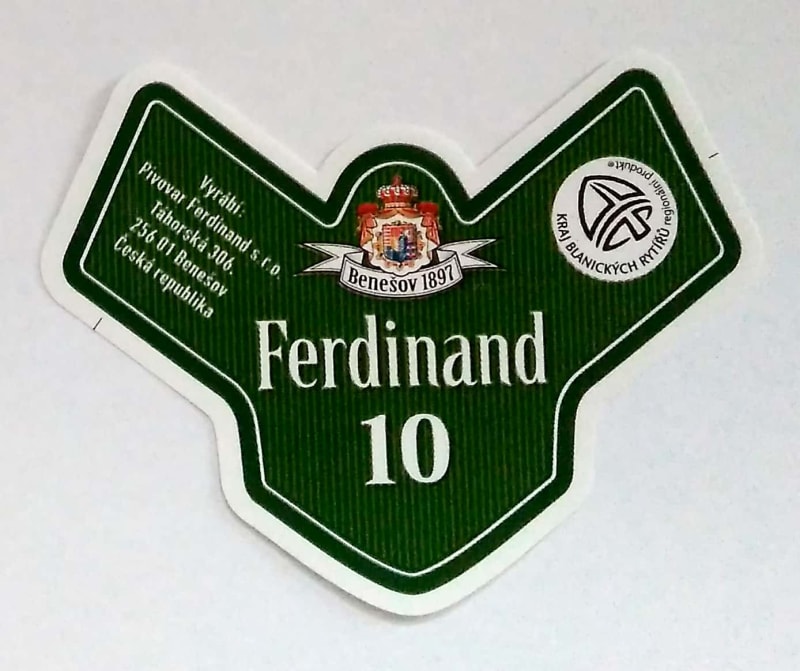 Vyrábí:
Pivovar Ferdinand s.r.o.
Táborská 306.
256 01 Benešov
Česká republika
Benešov 1897
Ferdinand
10
KRAJ BLANICKÝCH RYTÍŘŮ regionální produkt®